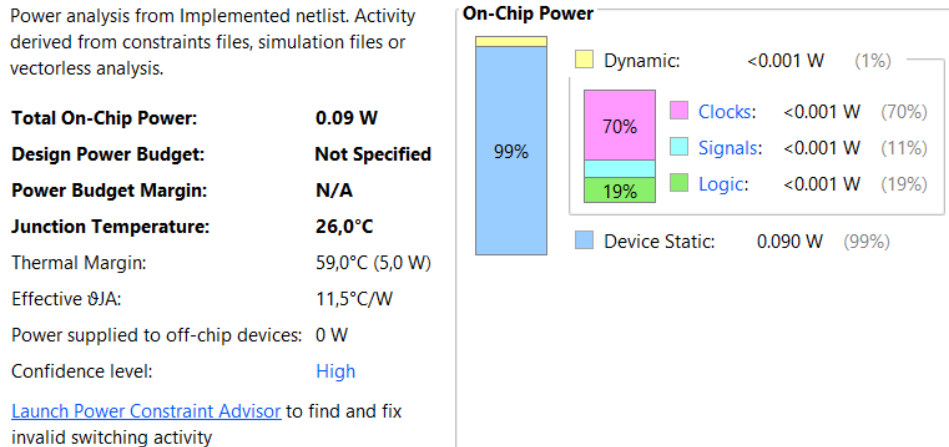 Power analysis from Implemented netlist. Activity
derived from constraints files, simulation files or
vectorless analysis.
Total On-Chip Power: 0.09 W
Design Power Budget: Not Specified
Power Budget Margin: N/A
Junction Temperature: 26,0°C
Thermal Margin: 59,0°C (5,0 W)
Effective ϑJA: 11,5°C/W
Power supplied to off-chip devices: 0 W
Confidence level: High
Launch Power Constraint Advisor to find and fix
invalid switching activity
On-Chip Power
99%
Dynamic: <0.001 W (1%)
70%
19%
Clocks: <0.001 W (70%)
Signals: <0.001 W (11%)
Logic: <0.001 W (19%)
Device Static: 0.090 W (99%)